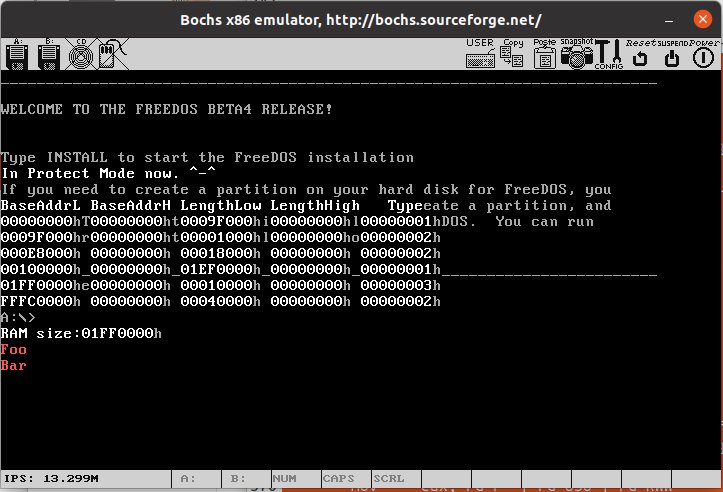 Bochs x86 emulator, http://bochs.sourceforge.net/
A: B: CD USER Copy Paste snapshot CONFIG Reset SUSPEND Power
WELCOME TO THE FREEDOS BETA4 RELEASE!
Type INSTALL to start the FreeDOS installation
In Protect Mode now. ^-^
If you need to create a partition on your hard disk for FreeDOS, you
BaseAddrL BaseAddrH LengthLow LengthHigh   Typeeate a partition, and
00000000hT00000000ht0009F000hi00000000hl00000001hDOS.  You can run
0009F000hr00000000ht00001000hl00000000ho00000002h
000E8000h 00000000h 00018000h 00000000h 00000002h
00100000h_00000000h_01EF0000h_00000000h_00000001h___________________________
01FF0000he00000000h 00010000h 00000000h 00000003h
FFFC0000h 00000000h 00040000h 00000000h 00000002h
A:\>
RAM size:01FF0000h
Foo
Bar
IPS: 13.299M A: B: NUM CAPS SCRL